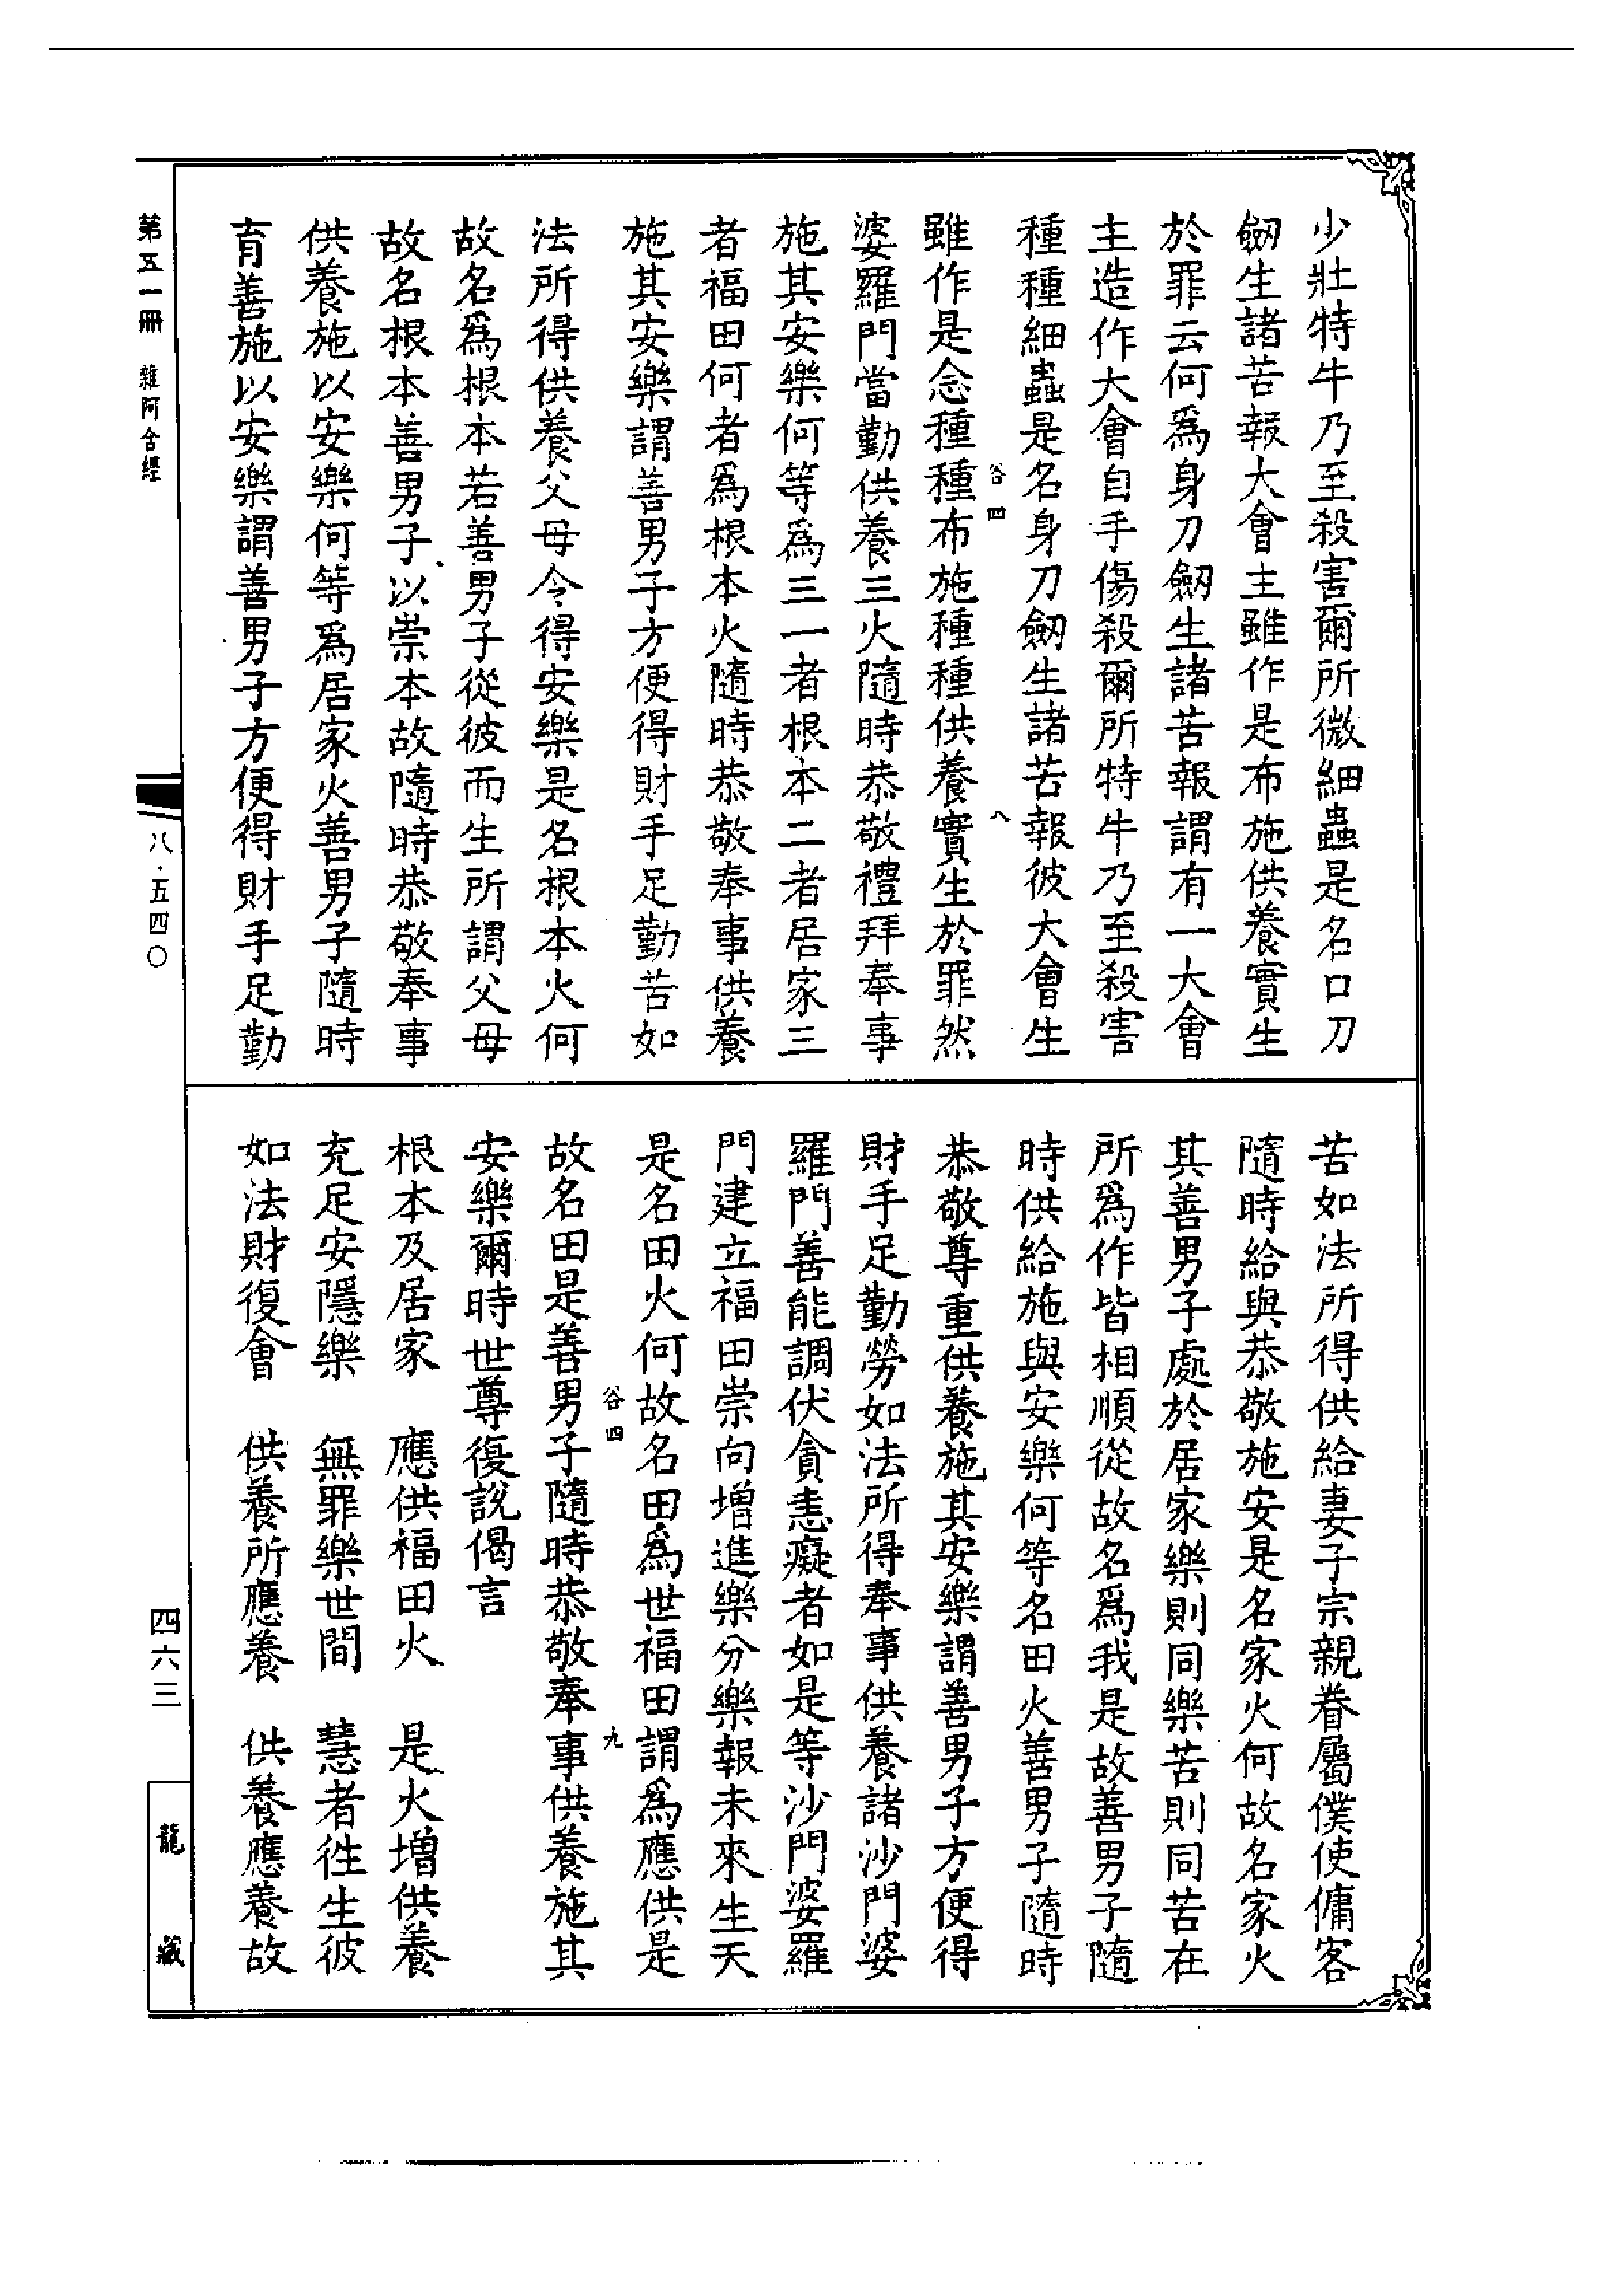 少壯特牛乃至殺害爾所微細蟲是名口刀
劒生諸苦報大會主雖作是布施供養實生
於罪云何爲身刀劒生諸苦報謂有一大會
主造作大會自手傷殺爾所特牛乃至殺害
種種細蟲是名身刀劒生諸苦報彼大會生
谷四 八
雖作是念種種布施種種供養實生於罪然
婆羅門當勤供養三火隨時恭敬禮拜奉事
施其安樂何等爲三一者根本二者居家三
者福田何者爲根本火隨時恭敬奉事供養
施其安樂謂善男子方便得財手足勤苦如
法所得供養父母令得安樂是名根本火何
故名爲根本若善男子從彼而生所謂父母
故名根本善男子以崇本故隨時恭敬奉事
供養施以安樂何等爲居家火善男子隨時
育善施以安樂謂善男子方便得財手足勤
苦如法所得供給妻子宗親眷屬僕使傭客
隨時給與恭敬施安是名家火何故名家火
其善男子處於居家樂則同樂苦則同苦在
所爲作皆相順從故名爲我是故善男子隨
時供給施與安樂何等名田火善男子隨時
恭敬尊重供養施其安樂謂善男子方便得
財手足勤勞如法所得奉事供養諸沙門婆
羅門善能調伏貪恚癡者如是等沙門婆羅
門建立福田崇向增進樂分樂報未來生天
是名田火何故名田爲世福田謂爲應供是
谷四 九
故名田是善男子隨時恭敬奉事供養施其
安樂爾時世尊復說偈言
根本及居家 應供福田火 是火增供養
充足安隱樂 無罪樂世間 慧者徃生彼
如法財復會 供養所應養 供養應養故
第五一冊 雜阿含經
八·五四〇
四六三
龍藏